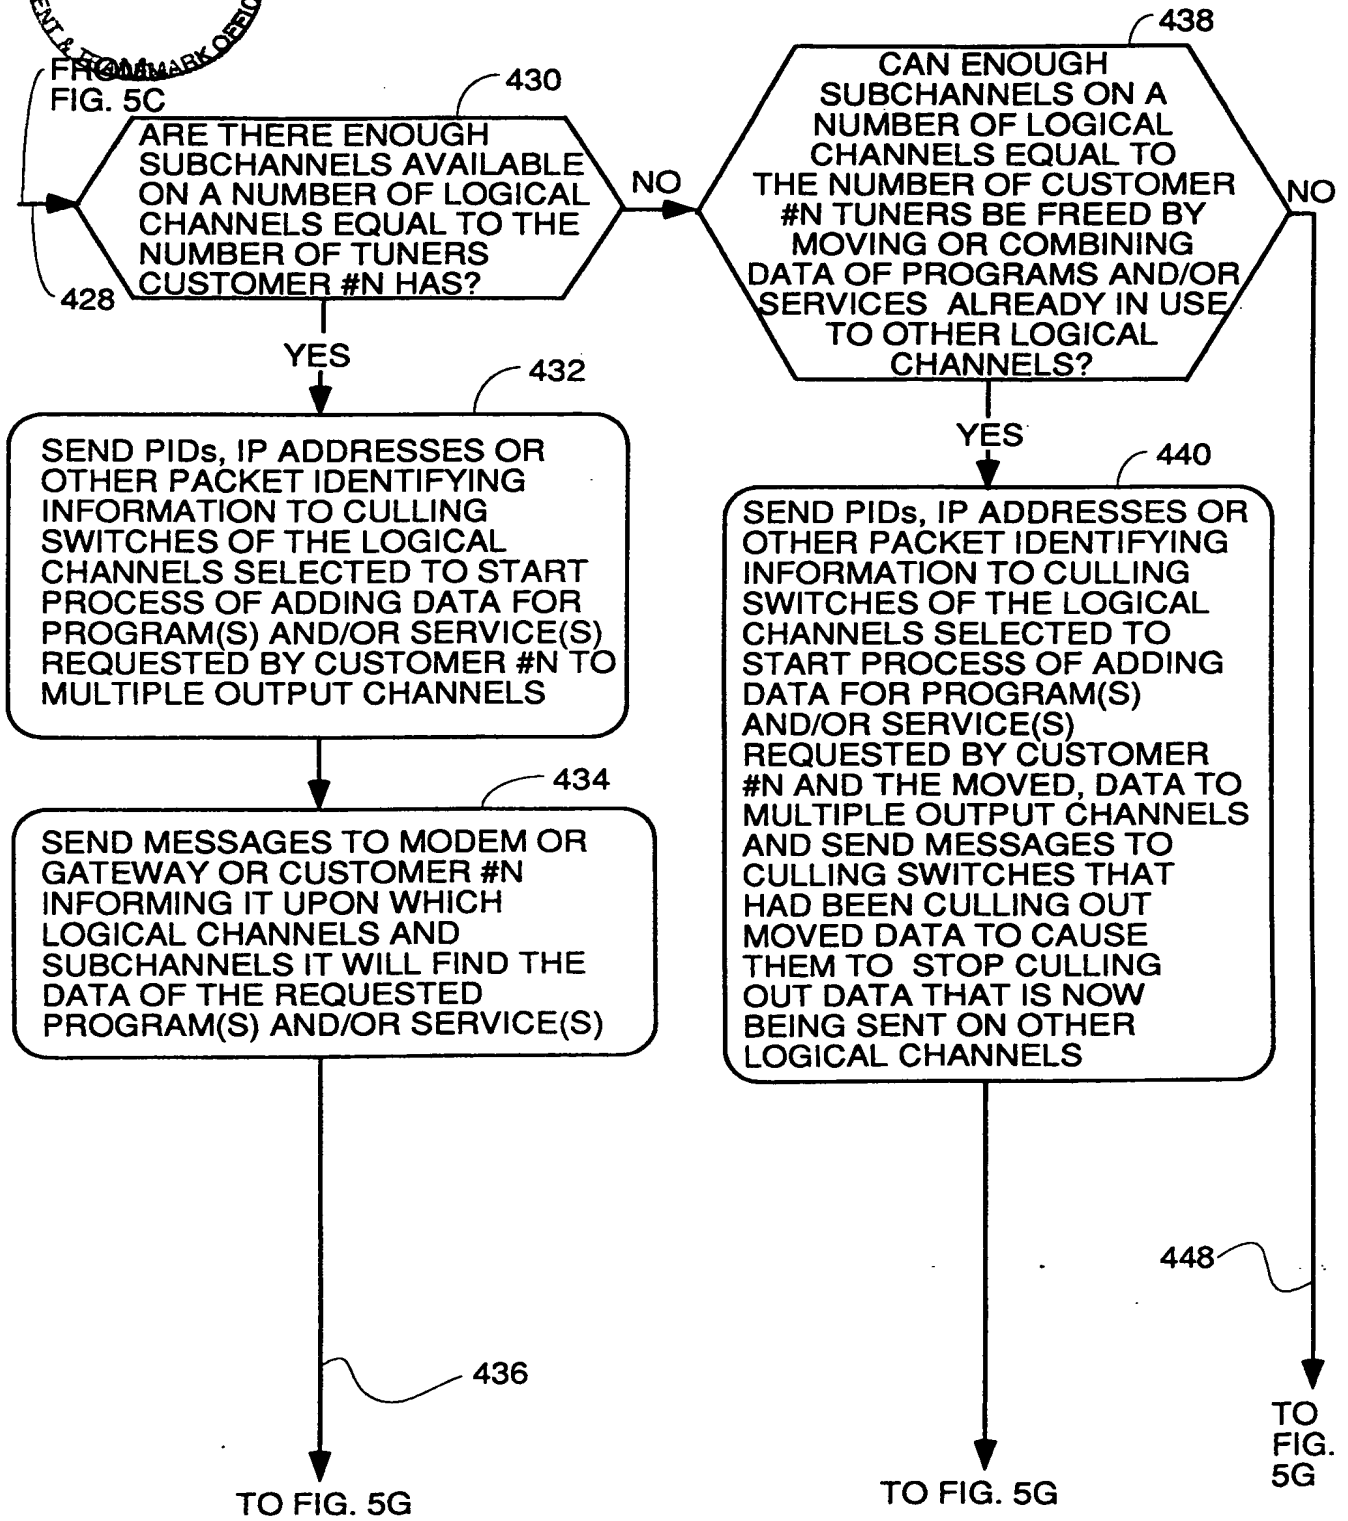 ENT & TRADEMARK OFFIC
FROM
FIG. 5C
428
430
ARE THERE ENOUGH
SUBCHANNELS AVAILABLE
ON A NUMBER OF LOGICAL
CHANNELS EQUAL TO THE
NUMBER OF TUNERS
CUSTOMER #N HAS?
NO
YES
432
SEND PIDs, IP ADDRESSES OR
OTHER PACKET IDENTIFYING
INFORMATION TO CULLING
SWITCHES OF THE LOGICAL
CHANNELS SELECTED TO START
PROCESS OF ADDING DATA FOR
PROGRAM(S) AND/OR SERVICE(S)
REQUESTED BY CUSTOMER #N TO
MULTIPLE OUTPUT CHANNELS
434
SEND MESSAGES TO MODEM OR
GATEWAY OR CUSTOMER #N
INFORMING IT UPON WHICH
LOGICAL CHANNELS AND
SUBCHANNELS IT WILL FIND THE
DATA OF THE REQUESTED
PROGRAM(S) AND/OR SERVICE(S)
436
TO FIG. 5G
438
CAN ENOUGH
SUBCHANNELS ON A
NUMBER OF LOGICAL
CHANNELS EQUAL TO
THE NUMBER OF CUSTOMER
#N TUNERS BE FREED BY
MOVING OR COMBINING
DATA OF PROGRAMS AND/OR
SERVICES ALREADY IN USE
TO OTHER LOGICAL
CHANNELS?
NO
YES
440
SEND PIDs, IP ADDRESSES OR
OTHER PACKET IDENTIFYING
INFORMATION TO CULLING
SWITCHES OF THE LOGICAL
CHANNELS SELECTED TO
START PROCESS OF ADDING
DATA FOR PROGRAM(S)
AND/OR SERVICE(S)
REQUESTED BY CUSTOMER
#N AND THE MOVED, DATA TO
MULTIPLE OUTPUT CHANNELS
AND SEND MESSAGES TO
CULLING SWITCHES THAT
HAD BEEN CULLING OUT
MOVED DATA TO CAUSE
THEM TO STOP CULLING
OUT DATA THAT IS NOW
BEING SENT ON OTHER
LOGICAL CHANNELS
TO FIG. 5G
448
TO
FIG.
5G